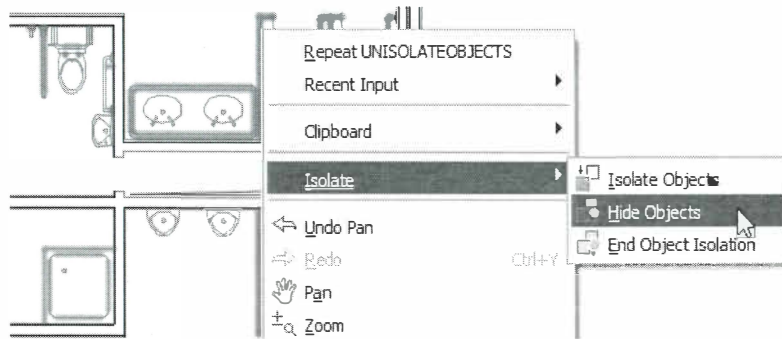 Repeat UNISOLATEOBJECTS
Recent Input
Clipboard
Isolate
Isolate Objects
Hide Objects
End Object Isolation
Undo Pan
Redo Ctrl+Y
Pan
Zoom